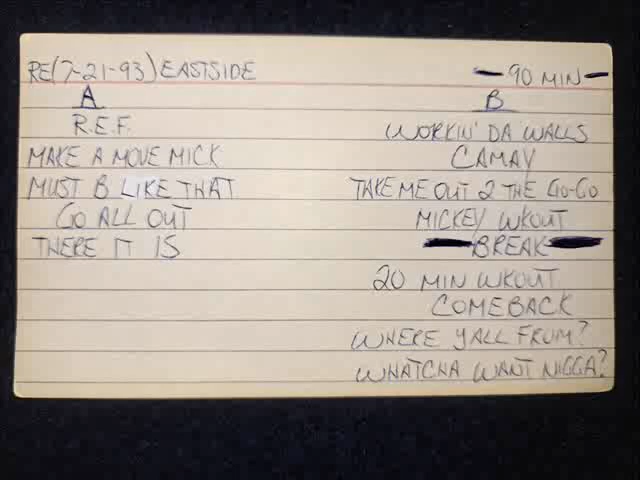 RE(7-21-93) EASTSIDE
90 MIN
A
R.E.F.
MAKE A MOVE MICK
MUST B LIKE THAT
GO ALL OUT
THERE IT IS
B
WORKIN' DA WALLS
CAMAY
TAKE ME OUT 2 THE GO-GO
MICKEY WKOUT
BREAK
20 MIN WKOUT
COMEBACK
WHERE YALL FROM?
WHATCHA WANT NIGGA?